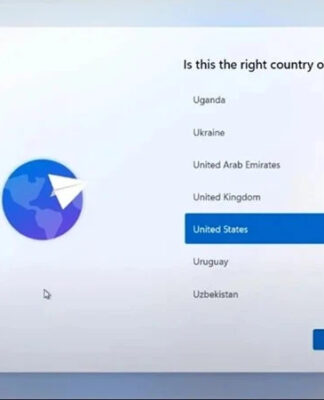 Is this the right country o
Uganda
Ukraine
United Arab Emirates
United Kingdom
United States
Uruguay
Uzbekistan